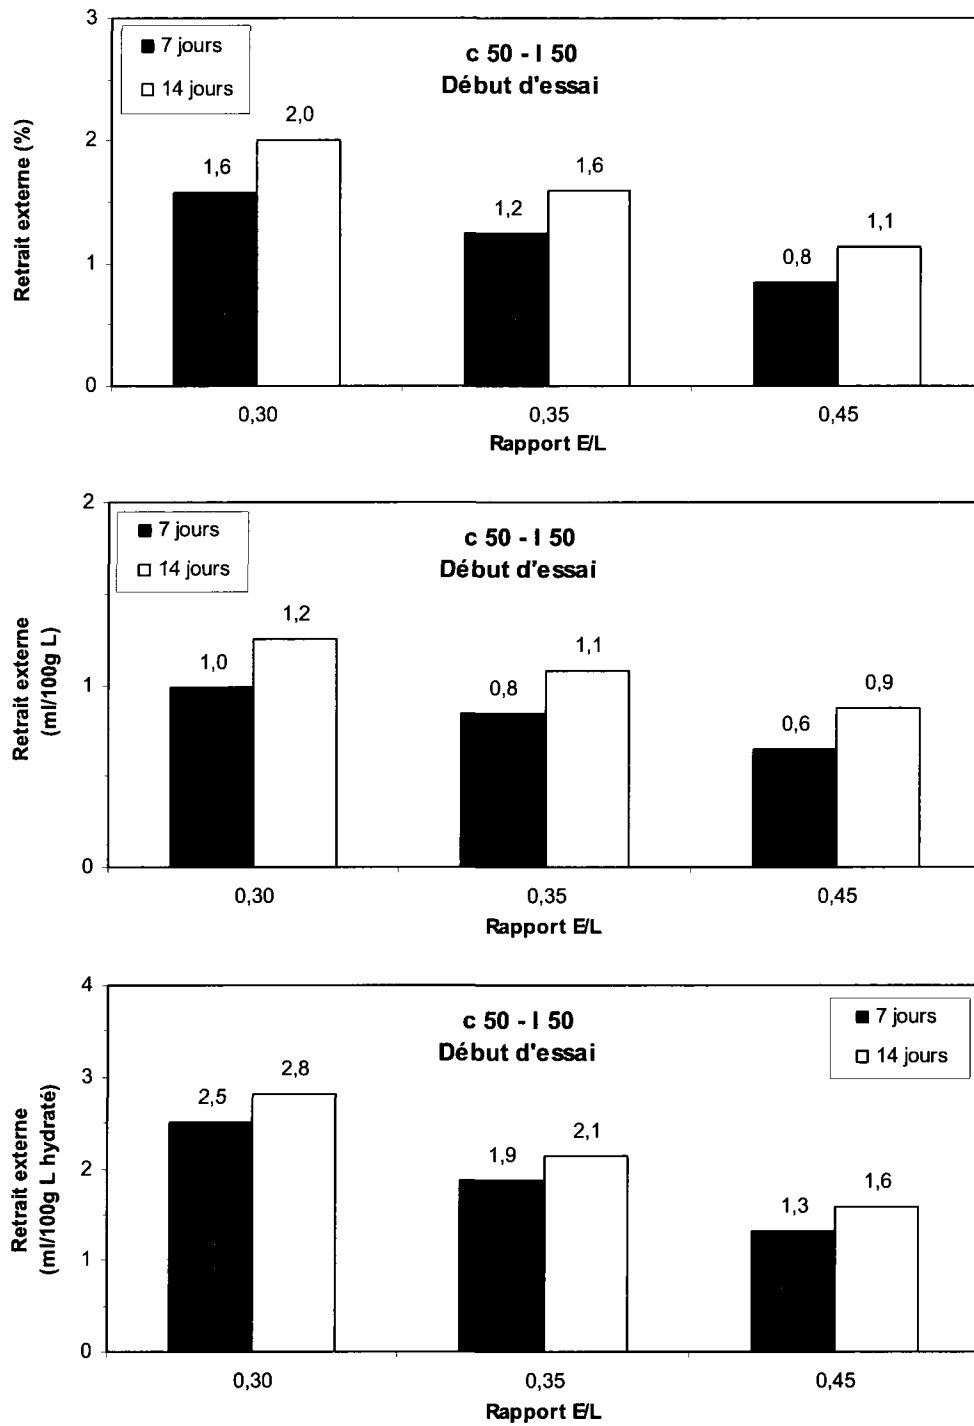 3
7 jours
14 jours
c 50 - l 50
Début d'essai
2,0
1,6
1,6
1,2
1,1
0,8
2
1
0
Retrait externe (%)
0,30
0,35
0,45
Rapport E/L
2
7 jours
14 jours
c 50 - l 50
Début d'essai
1,2
1,0
1,1
0,8
0,9
0,6
1
0
Retrait externe
(ml/100g L)
0,30
0,35
0,45
Rapport E/L
4
c 50 - l 50
Début d'essai
7 jours
14 jours
3
2,5
2,8
1,9
2,1
1,3
1,6
2
1
0
Retrait externe
(ml/100g L hydraté)
0,30
0,35
0,45
Rapport E/L